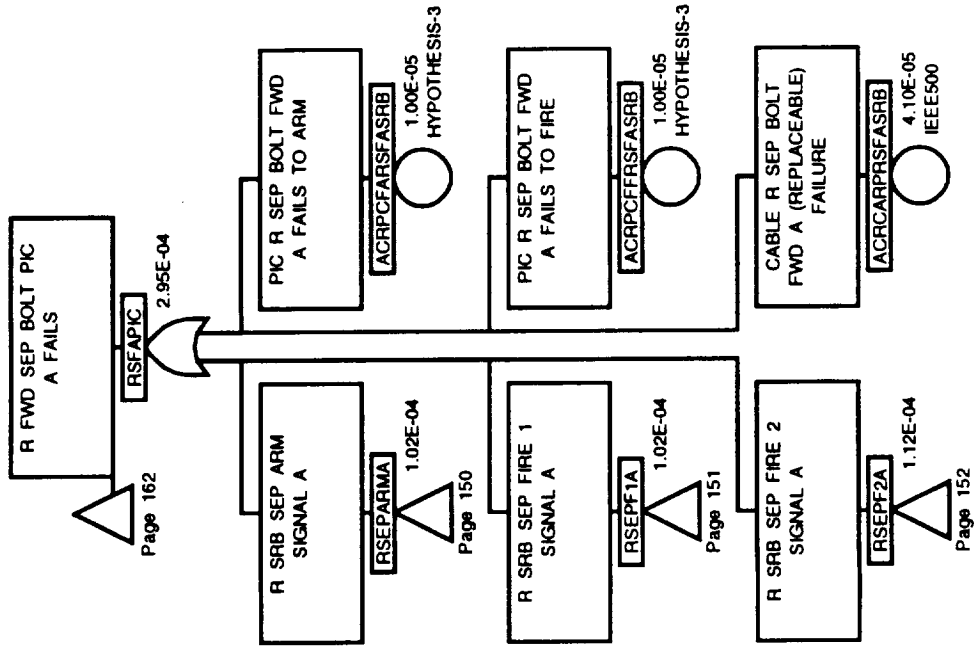 R FWD SEP BOLT PIC
A FAILS
RSFAPIC
2.95E-04
Page 162
R SRB SEP ARM
SIGNAL A
RSEPARMA
1.02E-04
Page 150
PIC R SEP BOLT FWD
A FAILS TO ARM
ACRPCFARSFASRB
1.00E-05
HYPOTHESIS-3
R SRB SEP FIRE 1
SIGNAL A
RSEPF1A
1.02E-04
Page 151
PIC R SEP BOLT FWD
A FAILS TO FIRE
ACRPCFFRSFASRB
1.00E-05
HYPOTHESIS-3
R SRB SEP FIRE 2
SIGNAL A
RSEPF2A
1.12E-04
Page 152
CABLE R SEP BOLT
FWD A (REPLACEABLE)
FAILURE
ACRCARPRSFASRB
4.10E-05
IEEE500